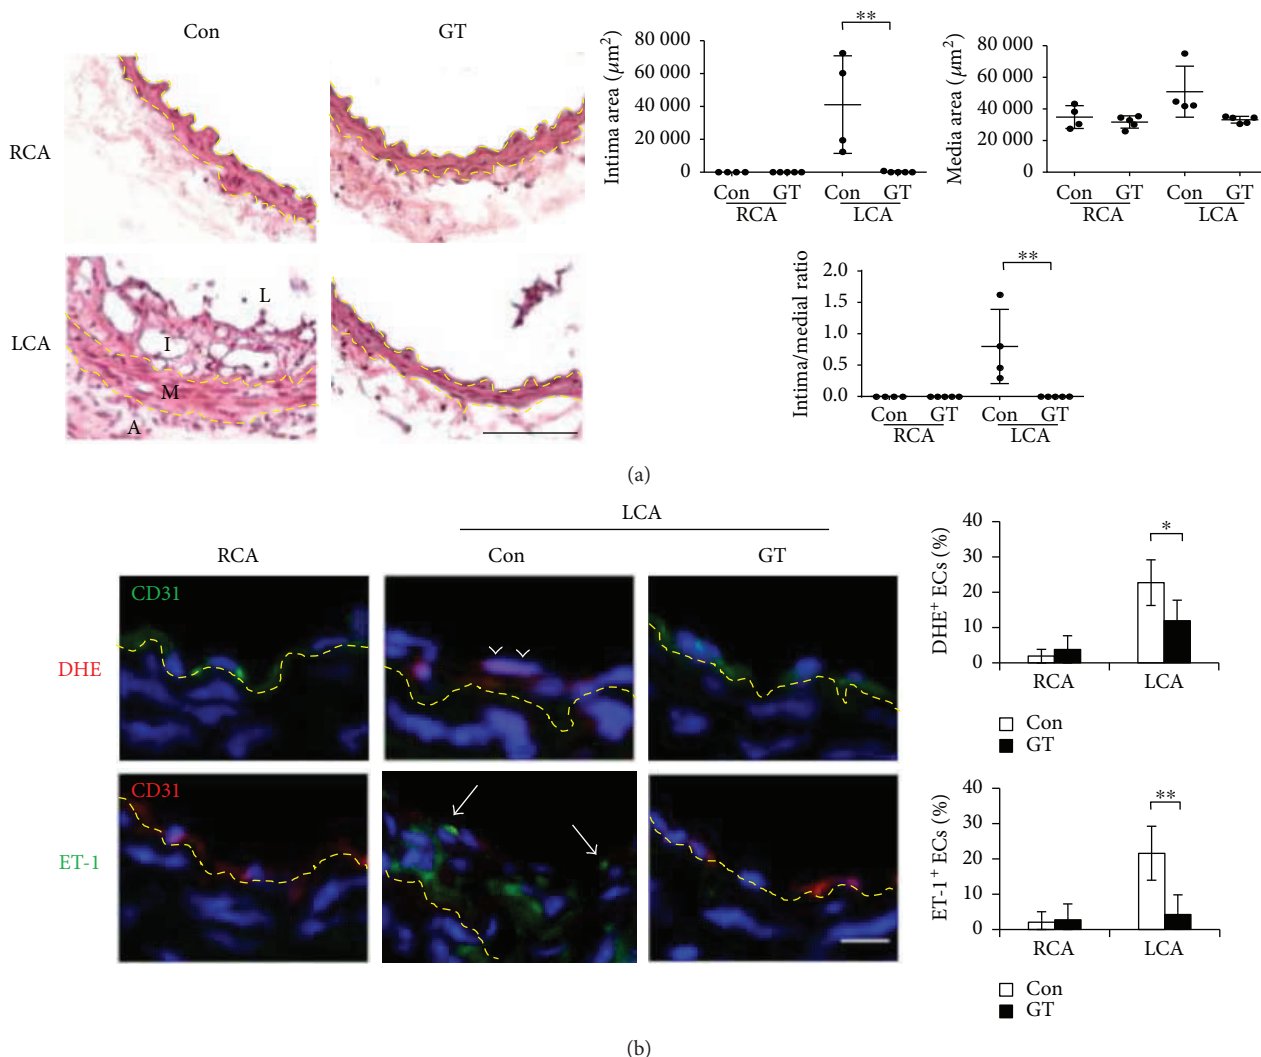 Con
GT
RCA
LCA
L
I
M
A
Intima area (μm²)
80 000
60 000
40 000
20 000
0
**
Con GT Con GT
RCA LCA
Media area (μm²)
80 000
60 000
40 000
20 000
0
Con GT Con GT
RCA LCA
Intima/medial ratio
2.0
1.5
1.0
0.5
0.0
**
Con GT Con GT
RCA LCA
(a)
LCA
RCA
Con
GT
CD31
DHE
CD31
ET-1
DHE⁺ ECs (%)
40
30
20
10
0
*
RCA LCA
Con
GT
ET-1⁺ ECs (%)
40
30
20
10
0
**
RCA LCA
Con
GT
(b)